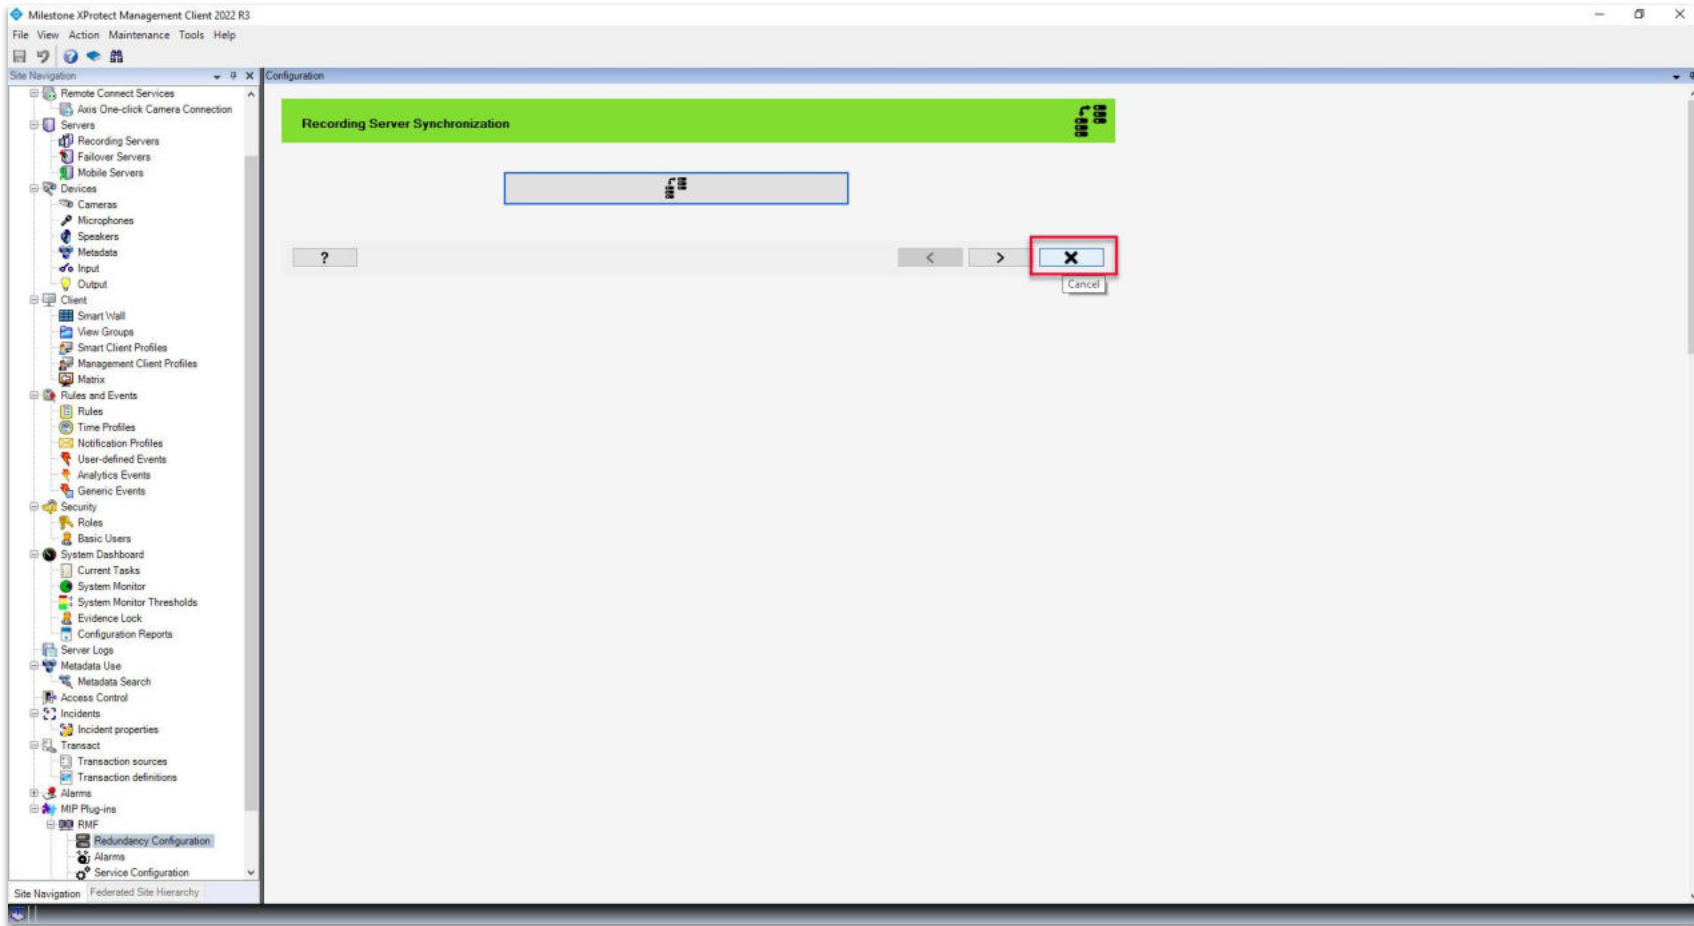 Milestone XProtect Management Client 2022 R3
File View Action Maintenance Tools Help
Site Navigation
Configuration
Remote Connect Services
Axis One-click Camera Connection
Servers
Recording Servers
Failover Servers
Mobile Servers
Devices
Cameras
Microphones
Speakers
Metadata
Input
Output
Client
Smart Wall
View Groups
Smart Client Profiles
Management Client Profiles
Matrix
Rules and Events
Rules
Time Profiles
Notification Profiles
User-defined Events
Analytics Events
Generic Events
Security
Roles
Basic Users
System Dashboard
Current Tasks
System Monitor
System Monitor Thresholds
Evidence Lock
Configuration Reports
Server Logs
Metadata Use
Metadata Search
Access Control
Incidents
Incident properties
Transact
Transaction sources
Transaction definitions
Alarms
MIP Plug-ins
RMF
Redundancy Configuration
Alarms
Service Configuration
Site Navigation Federated Site Hierarchy
Recording Server Synchronization
? < > X
Cancel